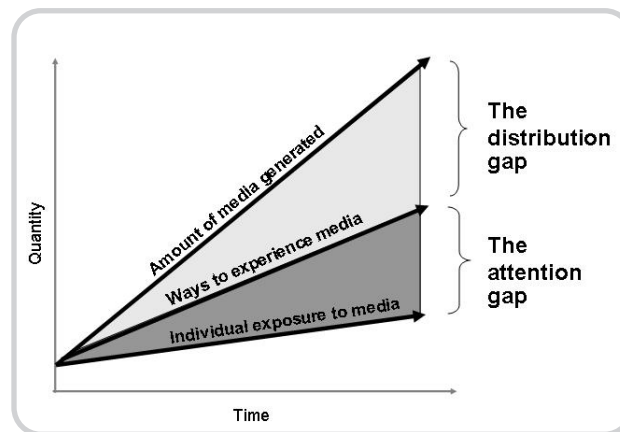 Quantity
Amount of media generated
Ways to experience media
Individual exposure to media
The
distribution
gap
The
attention
gap
Time